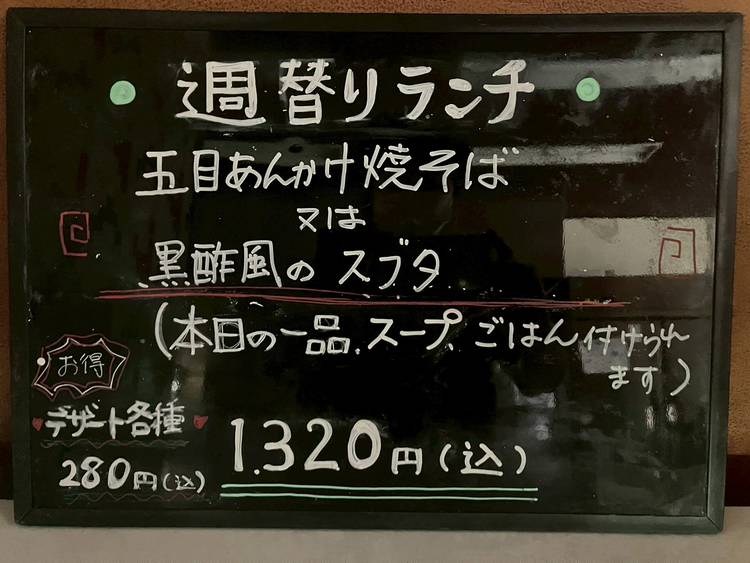 週替りランチ
五目あんかけ焼そば
又は
黒酢風のスブタ
(本日の一品、スープ、ごはん付けられ
ます)
お得
デザート各種
280円(込)
1.320円(込)